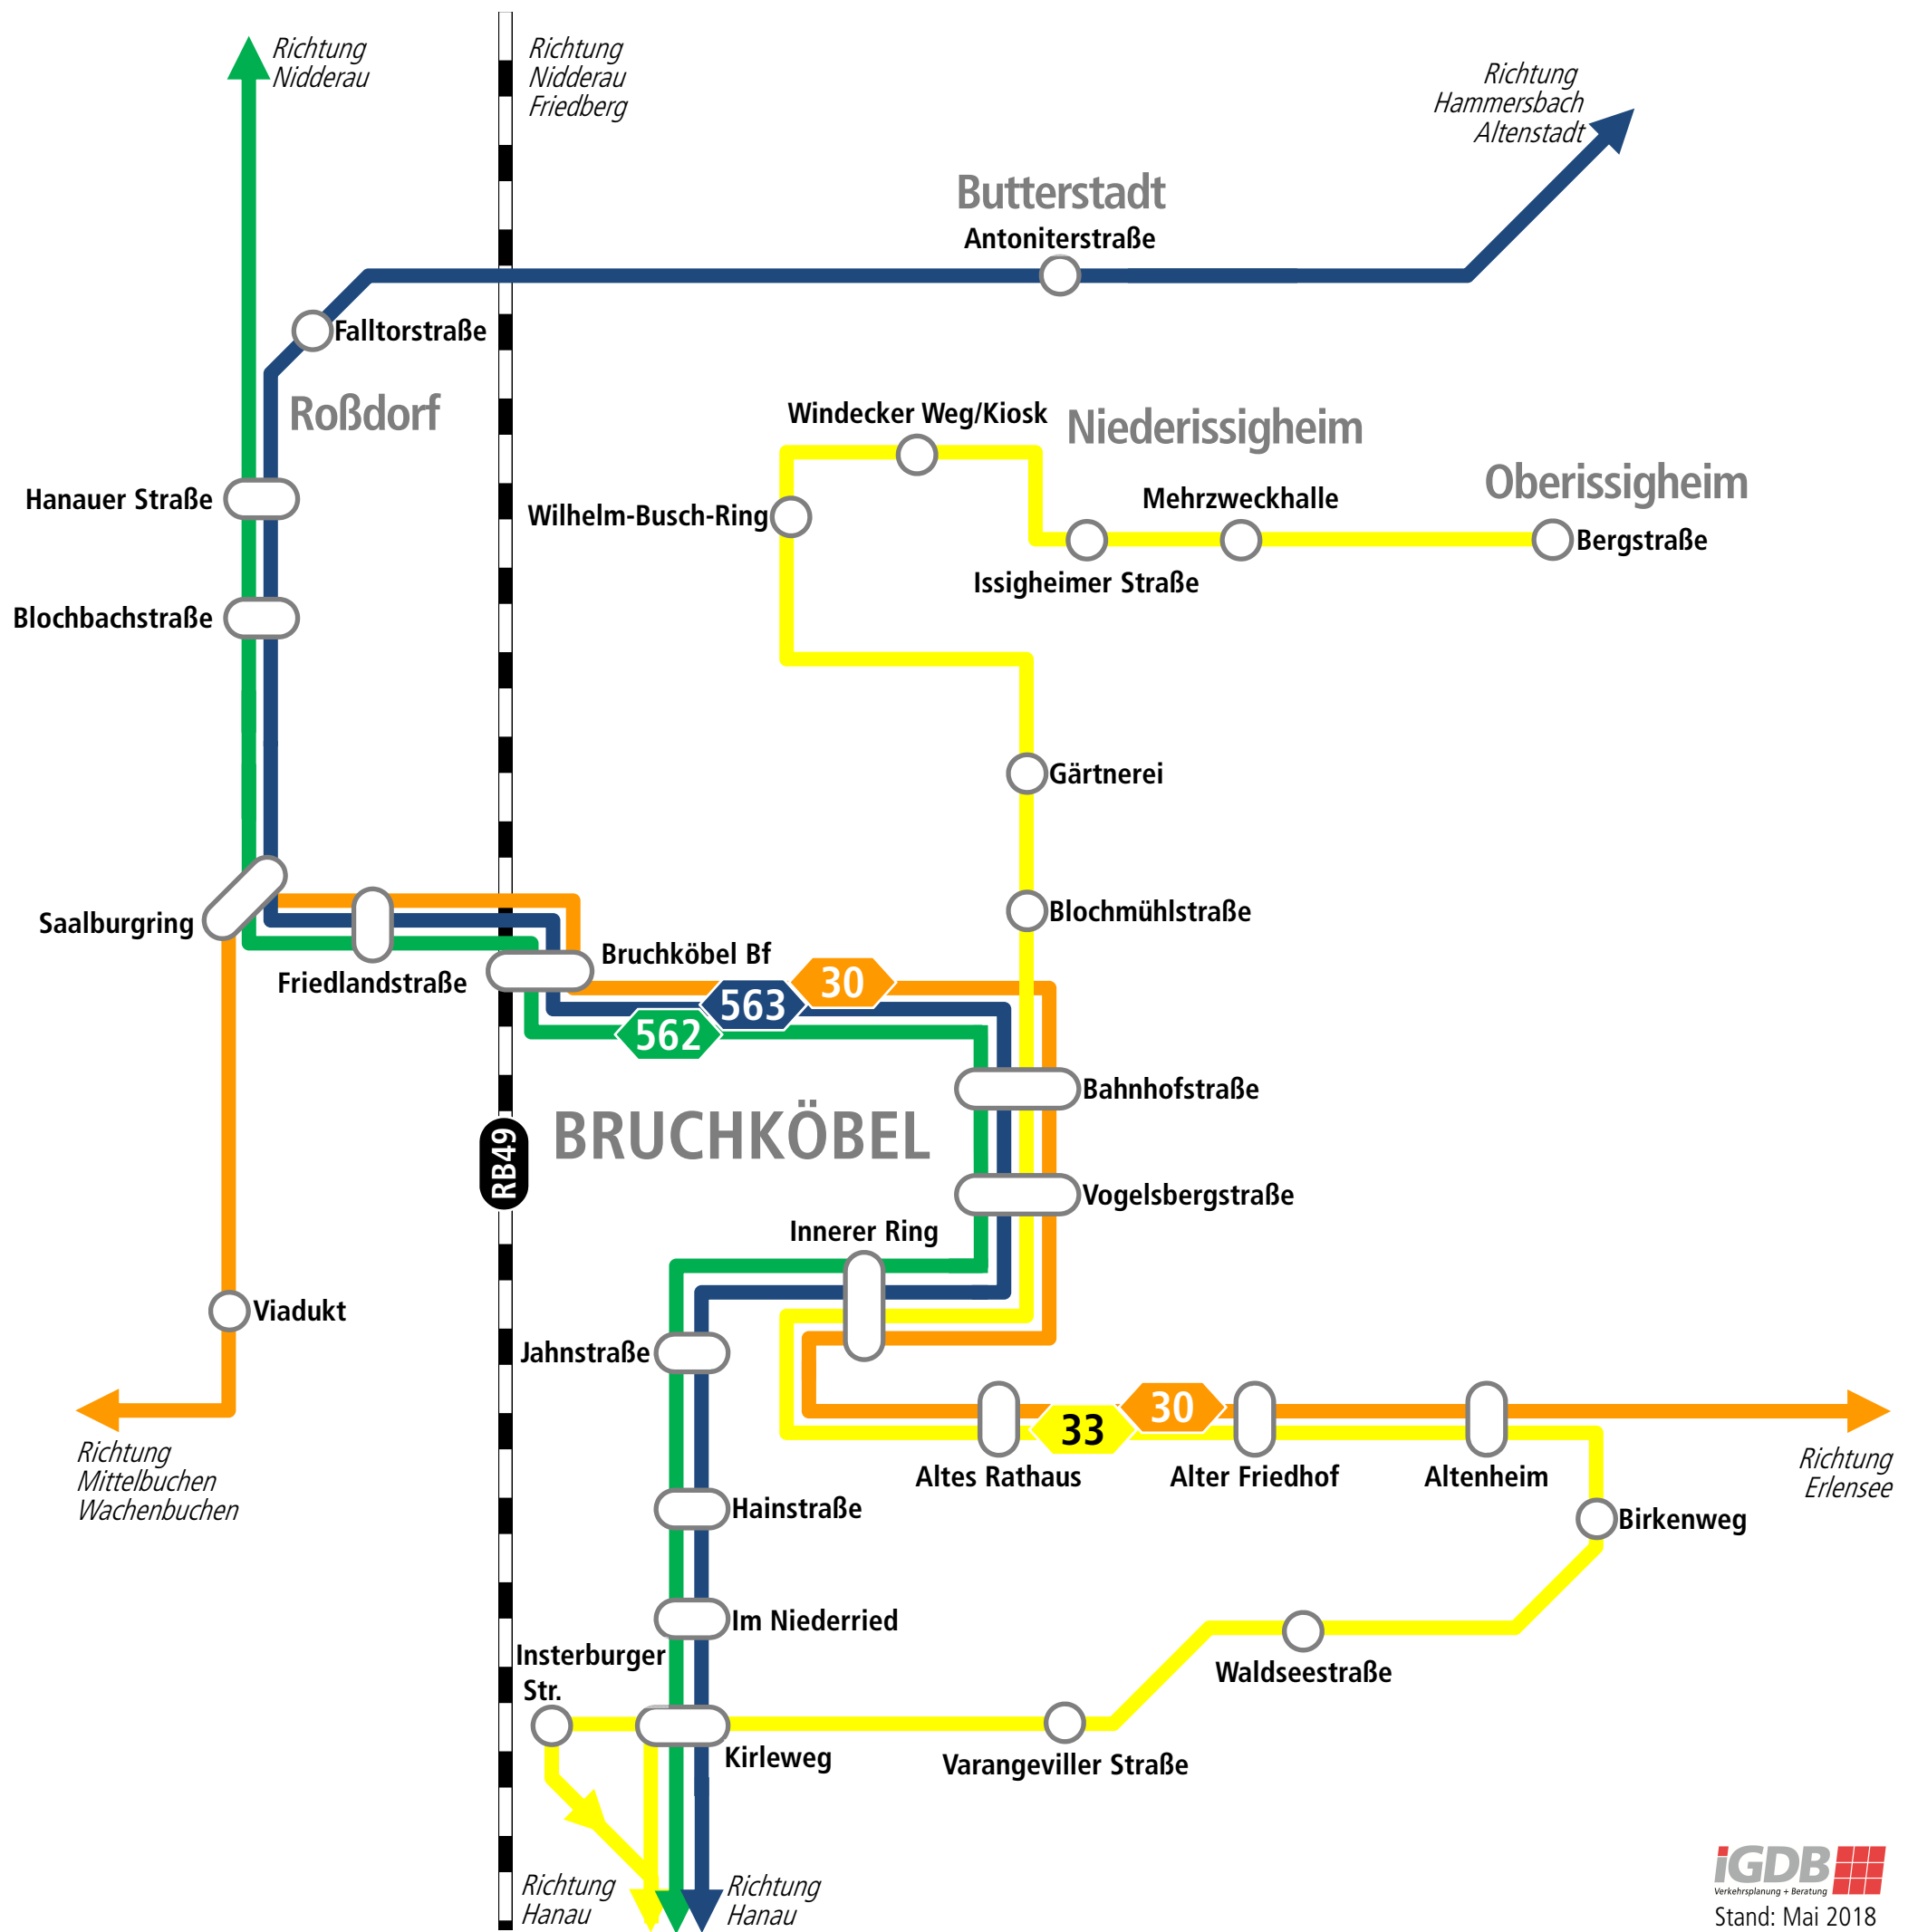 Richtung
Nidderau
Richtung
Nidderau
Friedberg
Richtung
Hammersbach
Altenstadt
Butterstadt
Antoniterstraße
Falltorstraße
Roßdorf
Windecker Weg/Kiosk
Niederissigheim
Oberissigheim
Hanauer Straße
Wilhelm-Busch-Ring
Mehrzweckhalle
Bergstraße
Issigheimer Straße
Blochbachstraße
Gärtnerei
Saalburgring
Blochmühlstraße
Friedlandstraße
Bruchköbel Bf
30
563
562
Bahnhofstraße
BRUCHKÖBEL
RB49
Vogelsbergstraße
Innerer Ring
Viadukt
Jahnstraße
30
33
Richtung
Mittelbuchen
Wachenbuchen
Altes Rathaus
Alter Friedhof
Altenheim
Richtung
Erlensee
Hainstraße
Birkenweg
Im Niederried
Insterburger
Str.
Waldseestraße
Kirleweg
Varangeviller Straße
Richtung
Hanau
Richtung
Hanau
iGDB
Verkehrsplanung + Beratung
Stand: Mai 2018